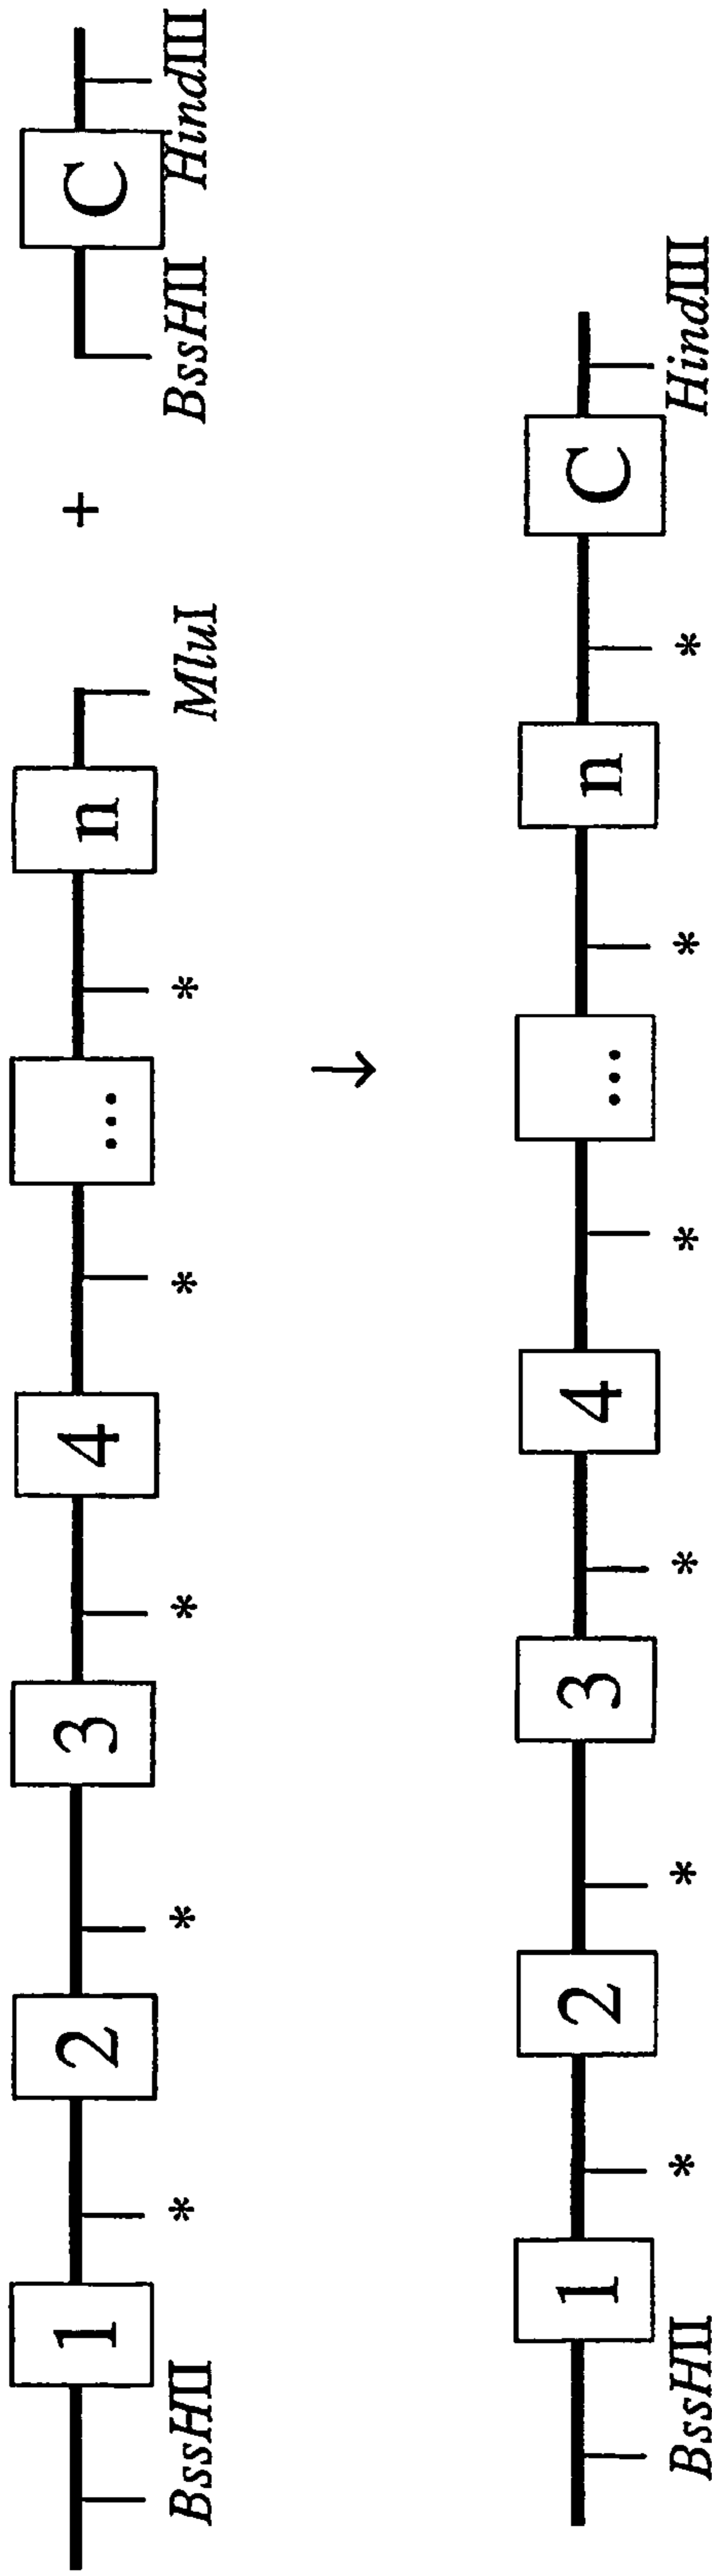 1 2 3 4 ... n + C
BssHII * * * * * MluI BssHII HindIII
↓
1 2 3 4 ... n C
BssHII * * * * * * HindIII